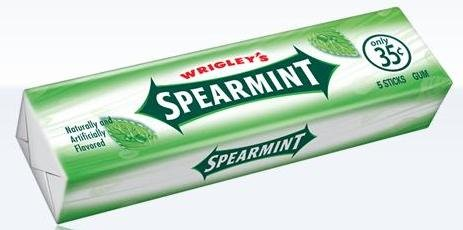 WRIGLEY'S
SPEARMINT
only
35¢
5 STICKS GUM
Naturally and
Artificially
Flavored
SPEARMINT